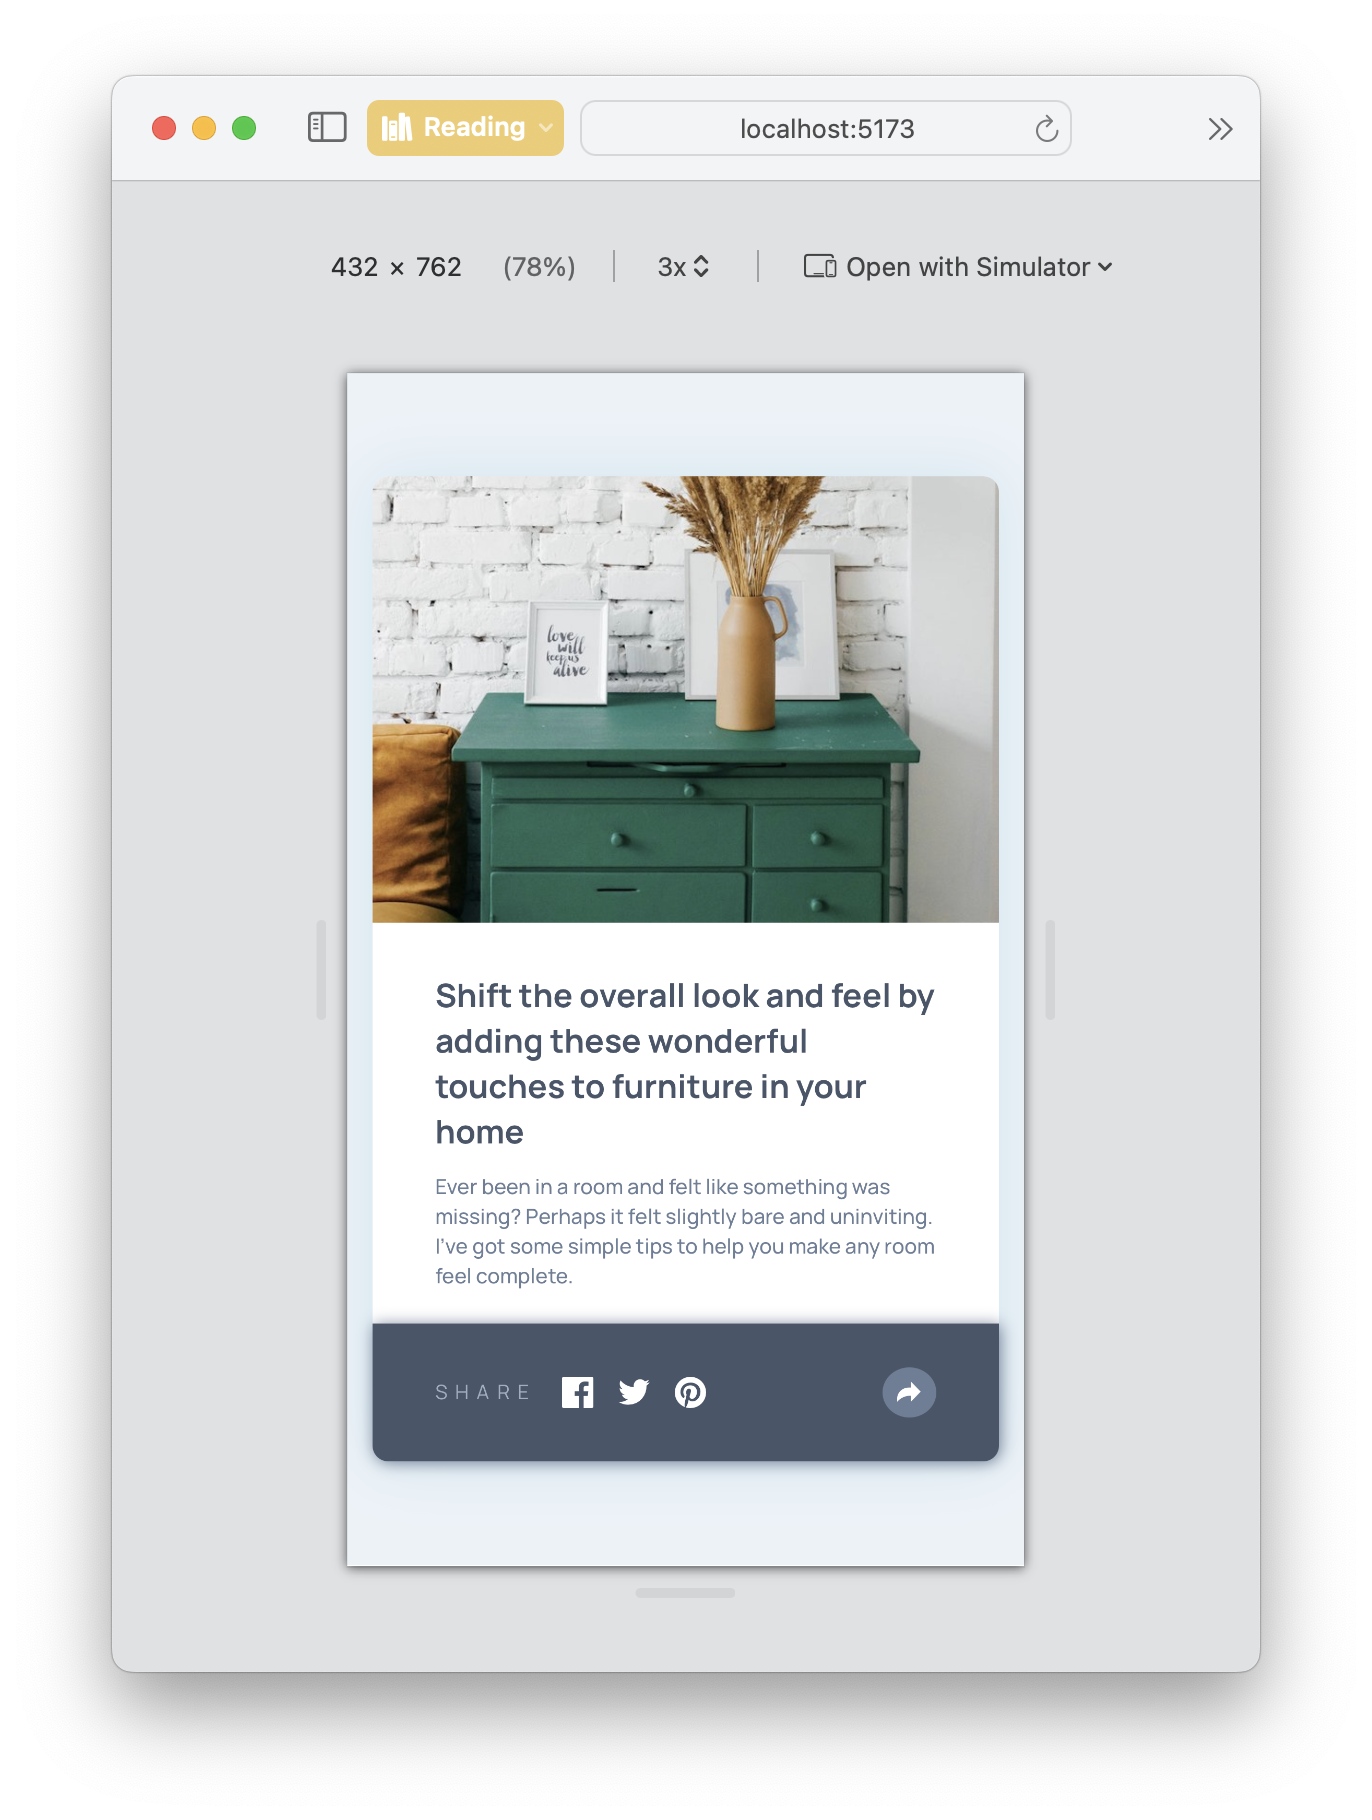 Reading
localhost:5173
432 × 762 (78%) 3x Open with Simulator
love
will
keep us
alive
Shift the overall look and feel by
adding these wonderful
touches to furniture in your
home
Ever been in a room and felt like something was
missing? Perhaps it felt slightly bare and uninviting.
I’ve got some simple tips to help you make any room
feel complete.
SHARE